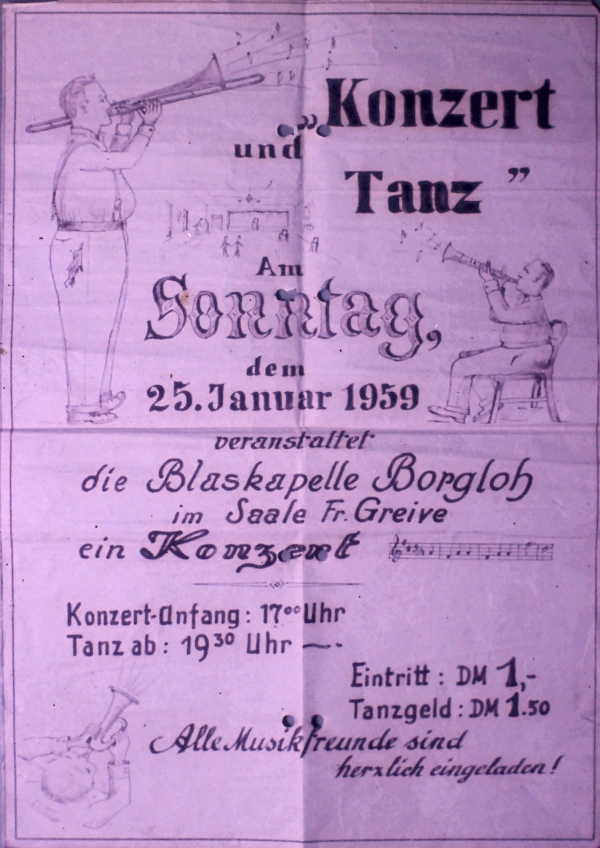 „Konzert
und
Tanz”
Am
Sonntag,
dem
25. Januar 1959
veranstaltet
die Blaskapelle Borgloh
im Saale Fr. Greive
ein Konzert
Konzert-Anfang: 17⁰⁰ Uhr
Tanz ab: 19³⁰ Uhr
Eintritt: DM 1,-
Tanzgeld: DM 1.50
Alle Musikfreunde sind
herzlich eingeladen!